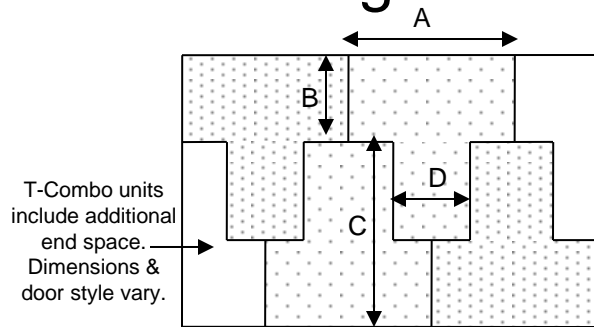 g
A
B
T-Combo units
include additional
end space.
Dimensions &
door style vary.
D
C